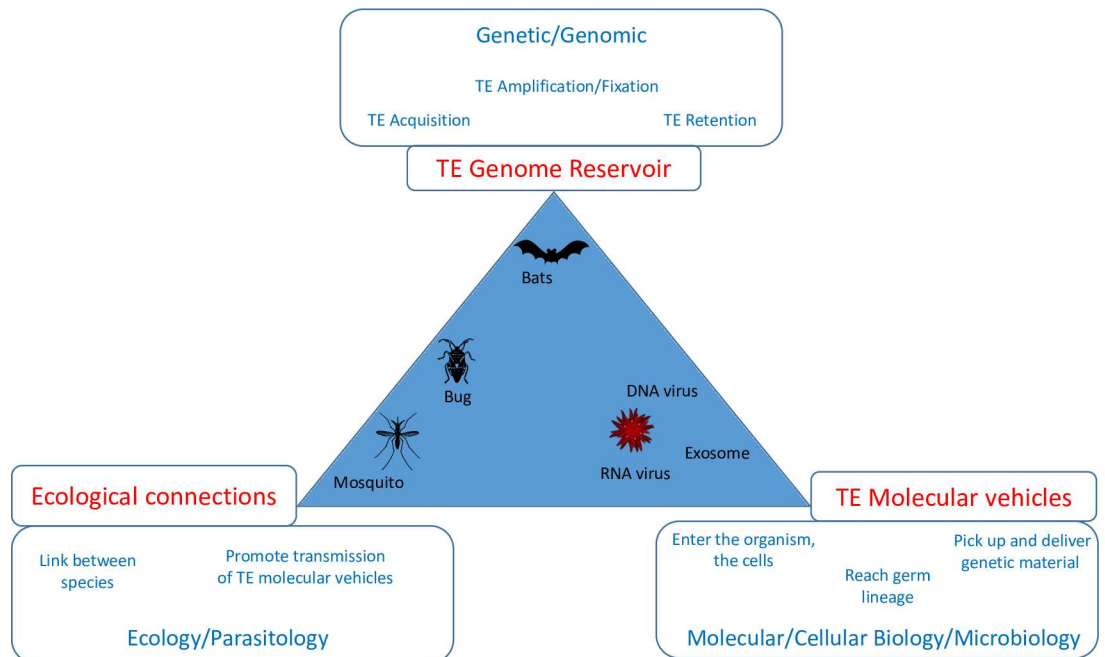 Genetic/Genomic
TE Amplification/Fixation
TE Acquisition
TE Retention
TE Genome Reservoir
Bats
Bug
DNA virus
Exosome
RNA virus
Mosquito
Ecological connections
TE Molecular vehicles
Link between
species
Promote transmission
of TE molecular vehicles
Ecology/Parasitology
Enter the organism,
the cells
Reach germ
lineage
Pick up and deliver
genetic material
Molecular/Cellular Biology/Microbiology